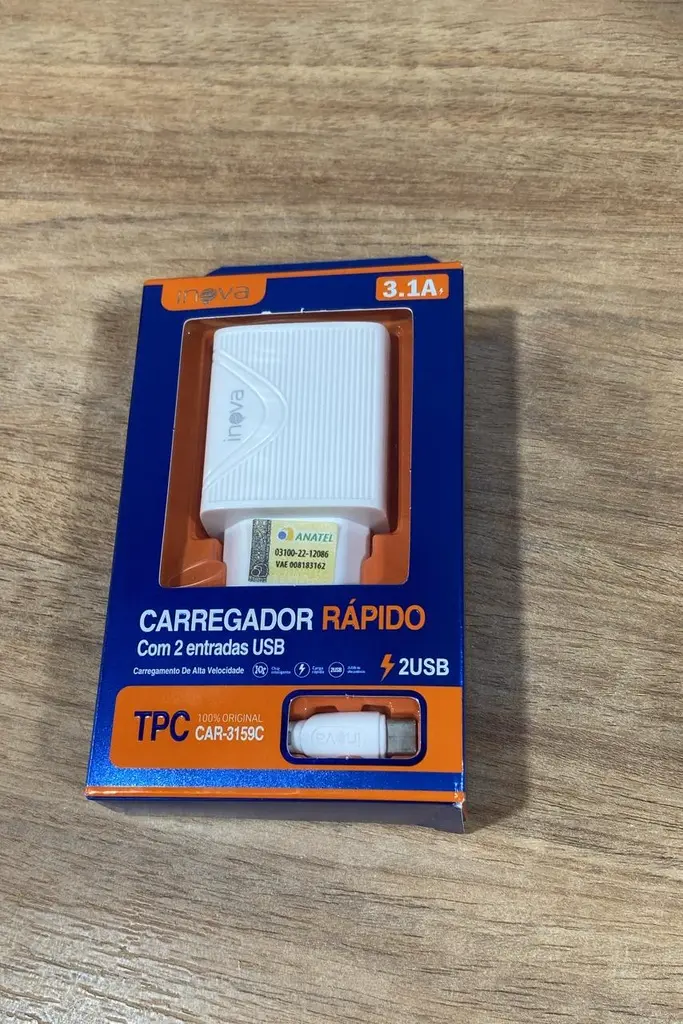 inova
3.1A
inova
ANATEL
03100-22-12086
VAE 008183162
CARREGADOR RÁPIDO
Com 2 entradas USB
Carregamento De Alta Velocidade
2USB
2USB
TPC
100% ORIGINAL
CAR-3159C
inova